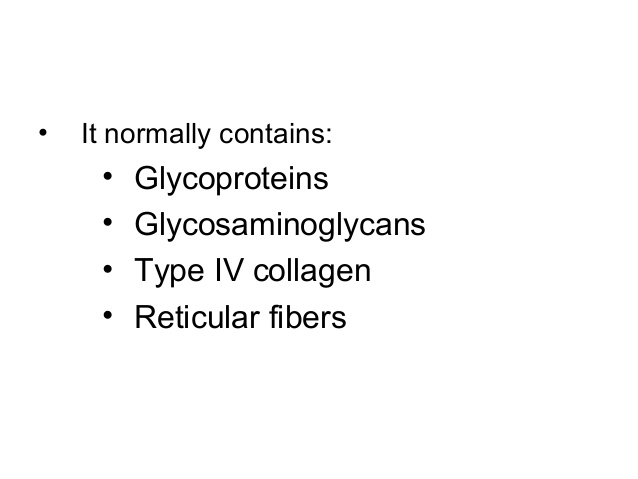 • It normally contains:
• Glycoproteins
• Glycosaminoglycans
• Type IV collagen
• Reticular fibers